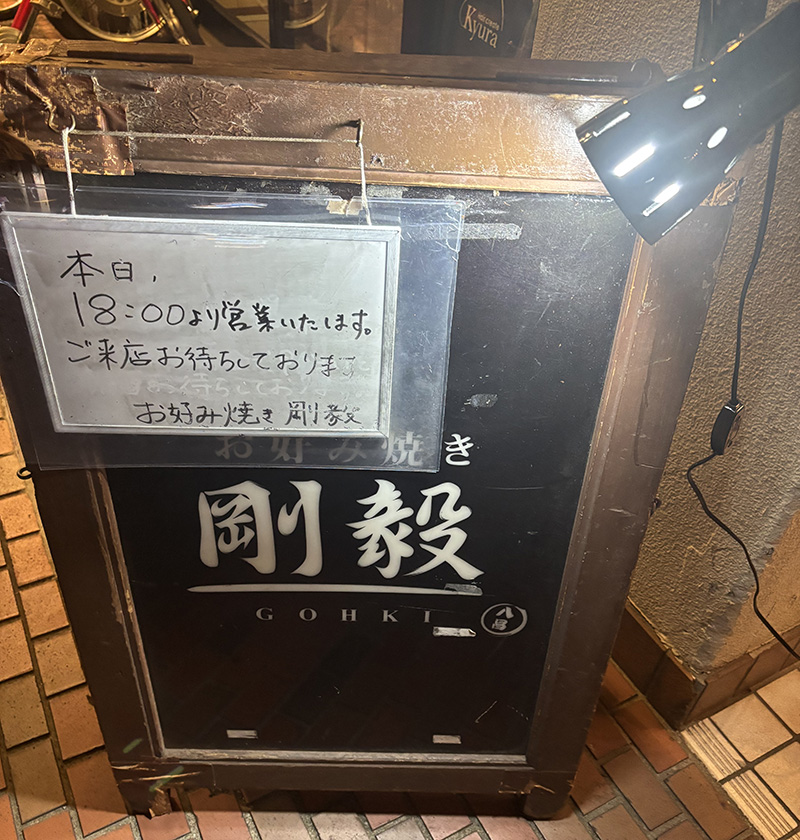 Kyura
本日、
18:00より営業いたします。
ご来店お待ちしております
お好み焼き 剛毅
お好み焼き
剛毅
GOHKI